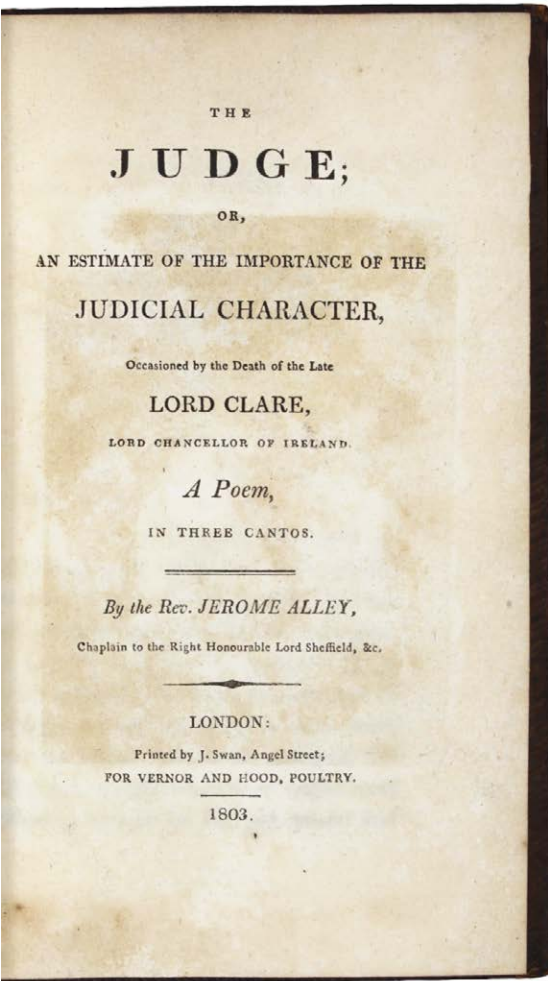 THE
JUDGE;
OR,
AN ESTIMATE OF THE IMPORTANCE OF THE
JUDICIAL CHARACTER,
Occasioned by the Death of the Late
LORD CLARE,
LORD CHANCELLOR OF IRELAND.
A Poem,
IN THREE CANTOS.
By the Rev. JEROME ALLEY,
Chaplain to the Right Honourable Lord Sheffield, &c.
LONDON:
Printed by J. Swan, Angel Street;
FOR VERNOR AND HOOD, POULTRY.
1803.